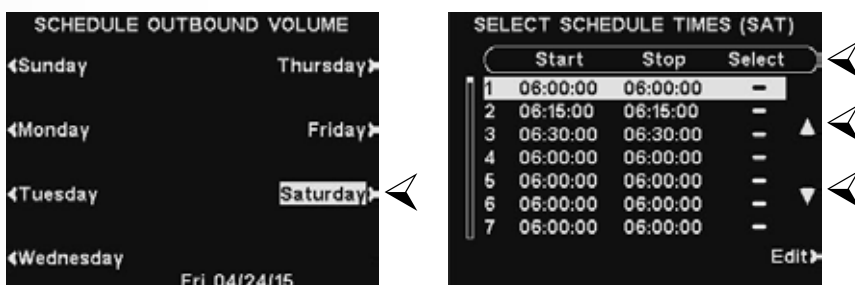 SCHEDULE OUTBOUND VOLUME
Sunday Thursday
Monday Friday
Tuesday Saturday
Wednesday
Fri 04/24/15
SELECT SCHEDULE TIMES (SAT)
Start Stop Select
1 06:00:00 06:00:00 –
2 06:15:00 06:15:00 –
3 06:30:00 06:30:00 –
4 06:00:00 06:00:00 –
5 06:00:00 06:00:00 –
6 06:00:00 06:00:00 –
7 06:00:00 06:00:00 –
Edit